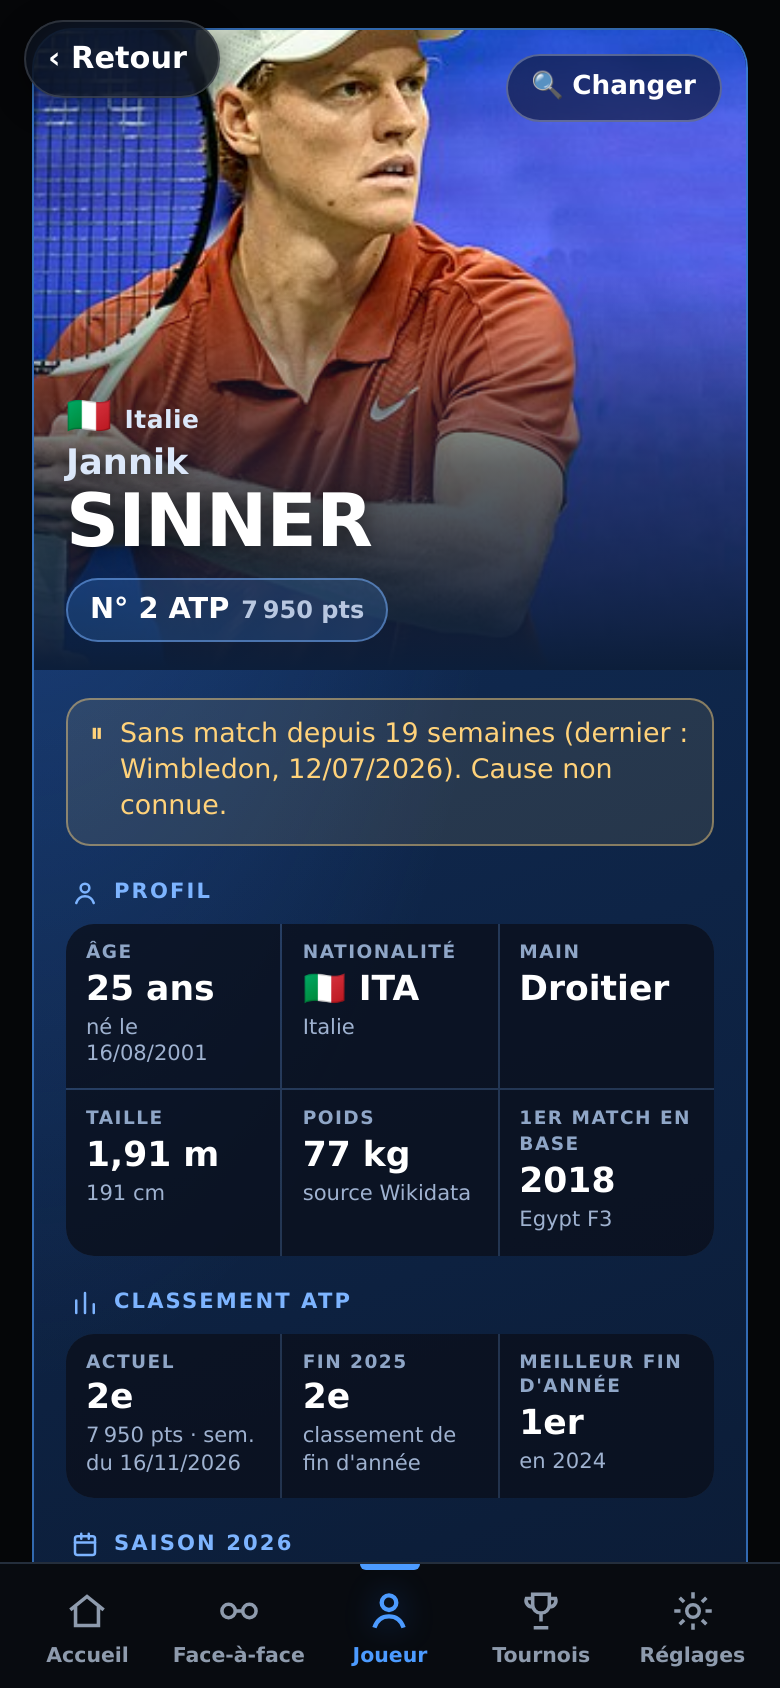 ‹ Retour
🔍 Changer
🇮🇹 Italie
Jannik
SINNER
N° 2 ATP 7 950 pts
⏸ Sans match depuis 19 semaines (dernier :
Wimbledon, 12/07/2026). Cause non
connue.
PROFIL
ÂGE
25 ans
né le
16/08/2001
NATIONALITÉ
🇮🇹 ITA
Italie
MAIN
Droitier
TAILLE
1,91 m
191 cm
POIDS
77 kg
source Wikidata
1ER MATCH EN
BASE
2018
Egypt F3
CLASSEMENT ATP
ACTUEL
2e
7 950 pts · sem.
du 16/11/2026
FIN 2025
2e
classement de
fin d'année
MEILLEUR FIN
D'ANNÉE
1er
en 2024
SAISON 2026
Accueil
Face-à-face
Joueur
Tournois
Réglages